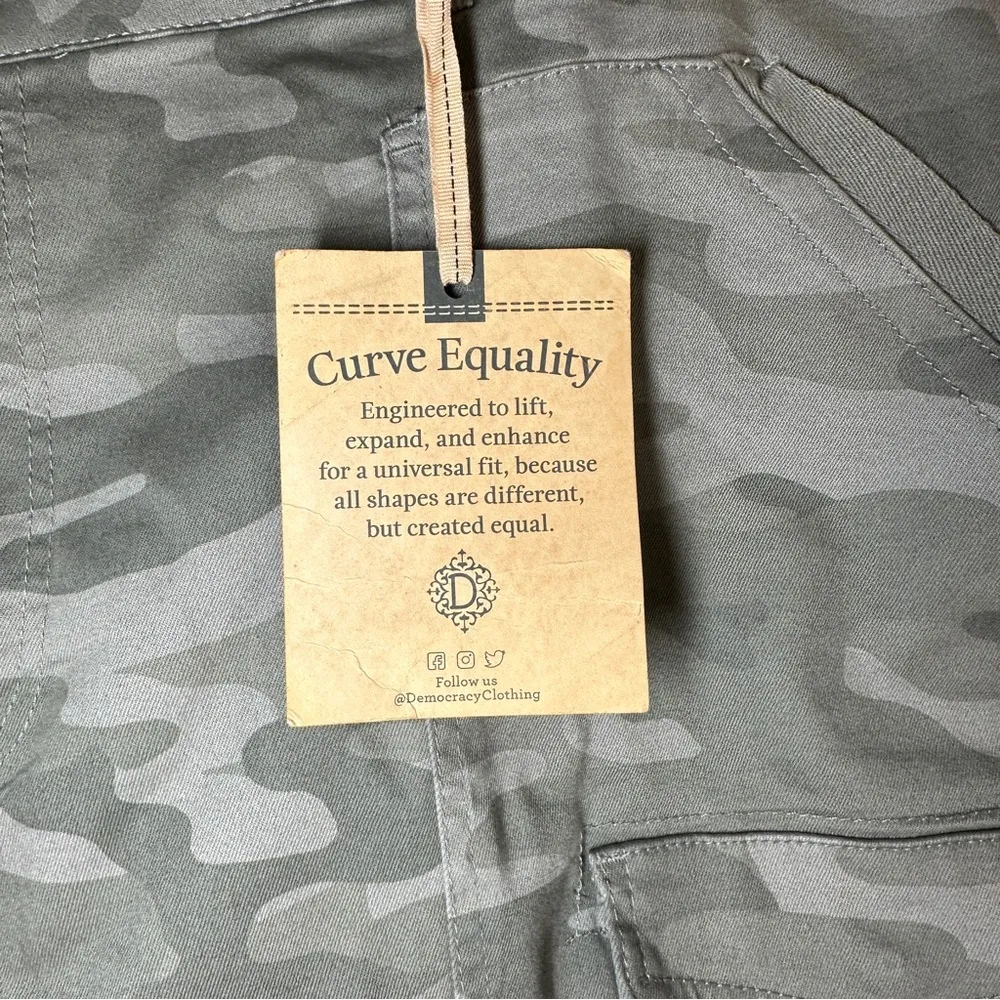 Curve Equality
Engineered to lift,
expand, and enhance
for a universal fit, because
all shapes are different,
but created equal.
D
Follow us
@DemocracyClothing